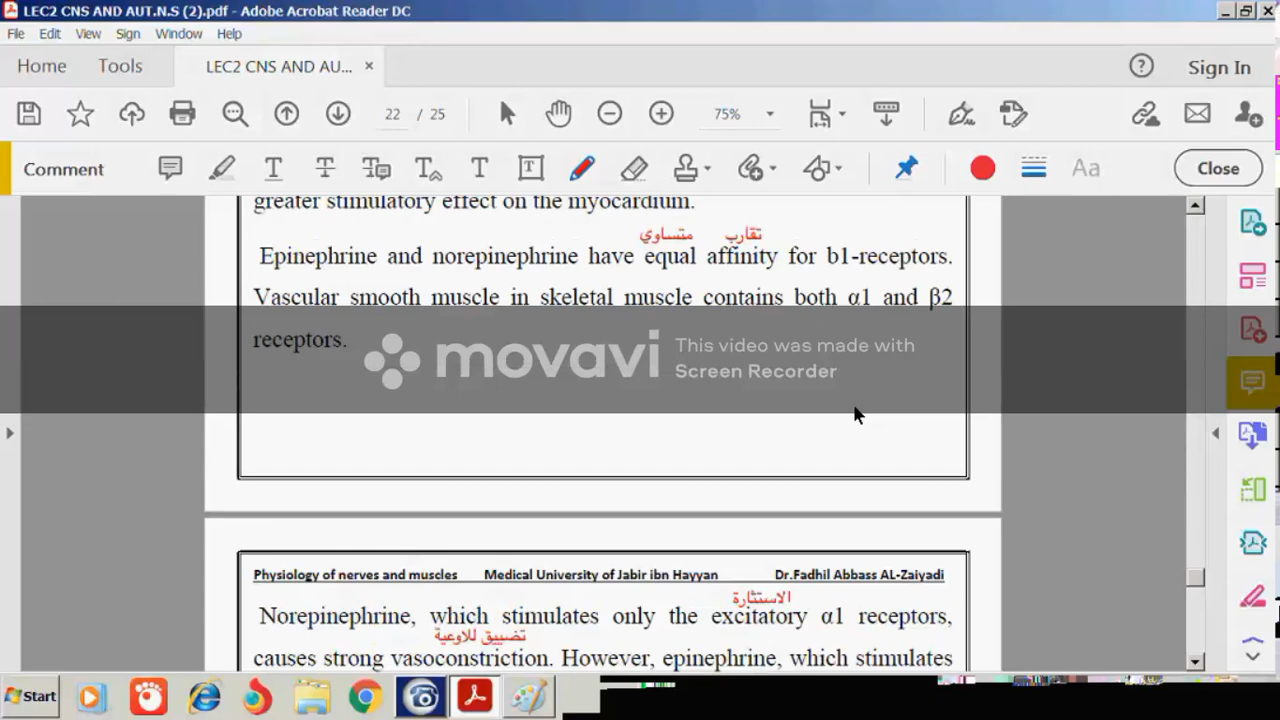 LEC2 CNS AND AUT.N.S (2).pdf - Adobe Acrobat Reader DC
File Edit View Sign Window Help
Home Tools LEC2 CNS AND AU... × Sign In
22 / 25 75%
Comment Close
greater stimulatory effect on the myocardium.
متساوي تقارب
Epinephrine and norepinephrine have equal affinity for b1-receptors.
Vascular smooth muscle in skeletal muscle contains both α1 and β2
receptors.
movavi This video was made with
Screen Recorder
Physiology of nerves and muscles Medical University of Jabir ibn Hayyan Dr.Fadhil Abbass AL-Zaiyadi
الاستثارة
Norepinephrine, which stimulates only the excitatory α1 receptors,
تضييق للاوعية
causes strong vasoconstriction. However, epinephrine, which stimulates
Start